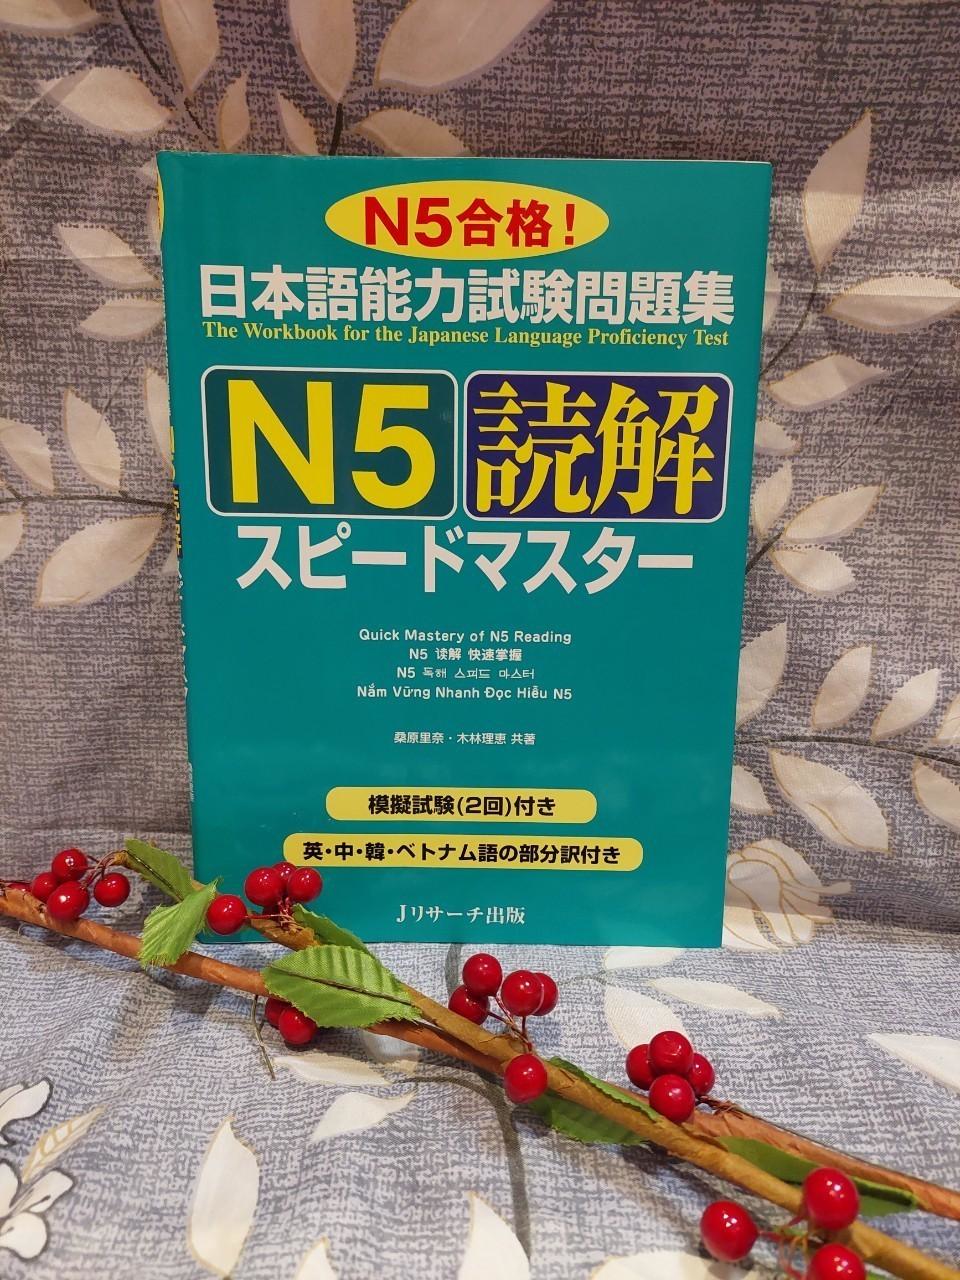 N5合格!
日本語能力試験問題集
The Workbook for the Japanese Language Proficiency Test
N5 読解
スピードマスター
Quick Mastery of N5 Reading
N5 读解 快速掌握
N5 독해 스피드 마스터
Nắm Vững Nhanh Đọc Hiểu N5
桑原里奈・木林理恵 共著
模擬試験(2回)付き
英・中・韓・ベトナム語の部分訳付き
Jリサーチ出版